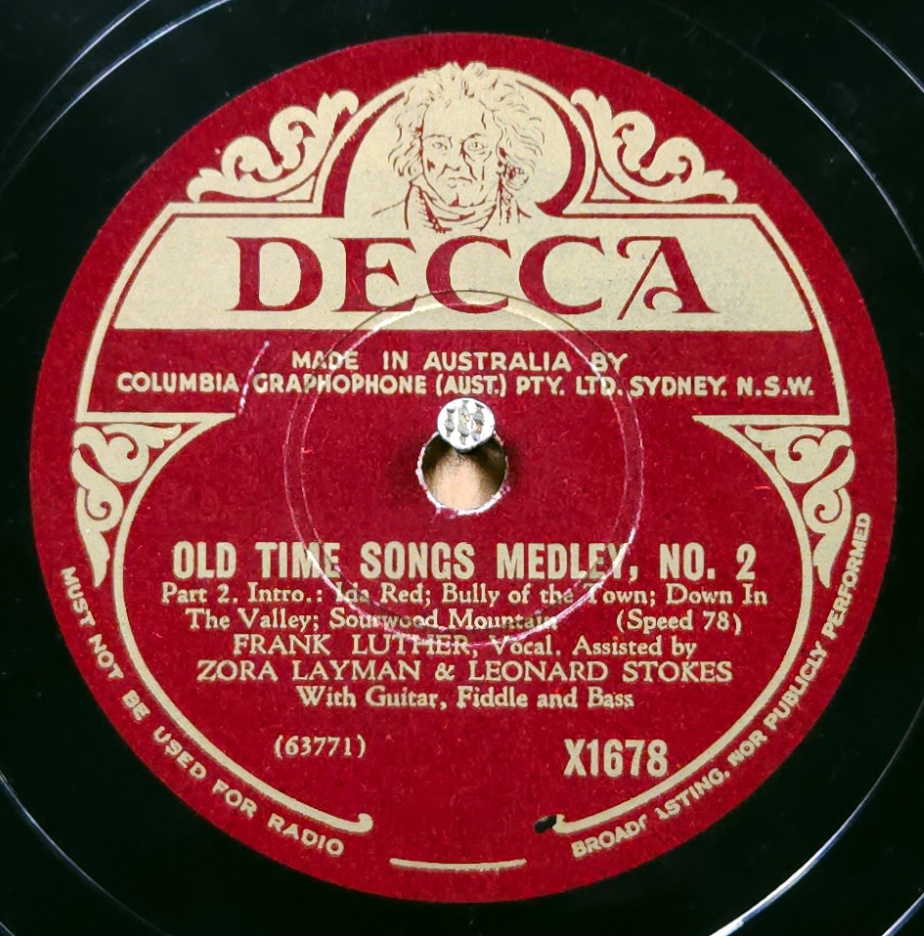 DECCA
MADE IN AUSTRALIA BY
COLUMBIA GRAPHOPHONE (AUST.) PTY. LTD. SYDNEY. N.S.W.
OLD TIME SONGS MEDLEY, NO. 2
Part 2. Intro.: Ida Red; Bully of the Town; Down In
The Valley; Sourwood Mountain (Speed 78)
FRANK LUTHER, Vocal. Assisted by
ZORA LAYMAN & LEONARD STOKES
With Guitar, Fiddle and Bass
(63771) X1678
MUST NOT BE USED FOR RADIO
BROADCASTING, NOR PUBLICLY PERFORMED